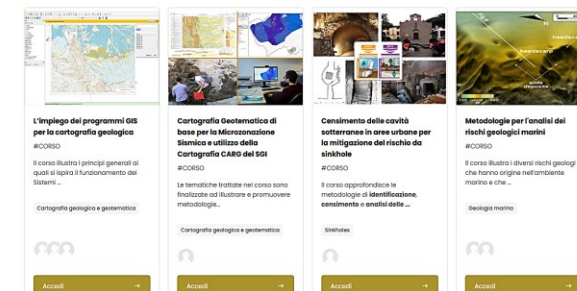 L'impiego dei programmi GIS
per la cartografia geologica
#CORSO
Il corso illustra i principi generali ai
quali si ispira il funzionamento dei
Sistemi ...
Cartografia geologica e geotematica
Accedi →
Cartografia Geotematica di
base per la Microzonazione
Sismica e utilizzo della
Cartografia CARG del SGI
#CORSO
Le tematiche trattate nel corso sono
finalizzate ad illustrare e promuovere
metodologie...
Cartografia geologica e geotematica
Accedi →
Censimento delle cavità
sotterranee in aree urbane per
la mitigazione del rischio da
sinkhole
#CORSO
Il corso approfondisce le
metodologie di identificazione,
censimento e analisi delle ...
Sinkholes
Accedi →
N
headscarp
Metodologie per l'analisi dei
rischi geologici marini
#CORSO
Il corso illustra i diversi rischi geologi
che hanno origine nell'ambiente
marino e che ...
Geologia marina
Accedi →